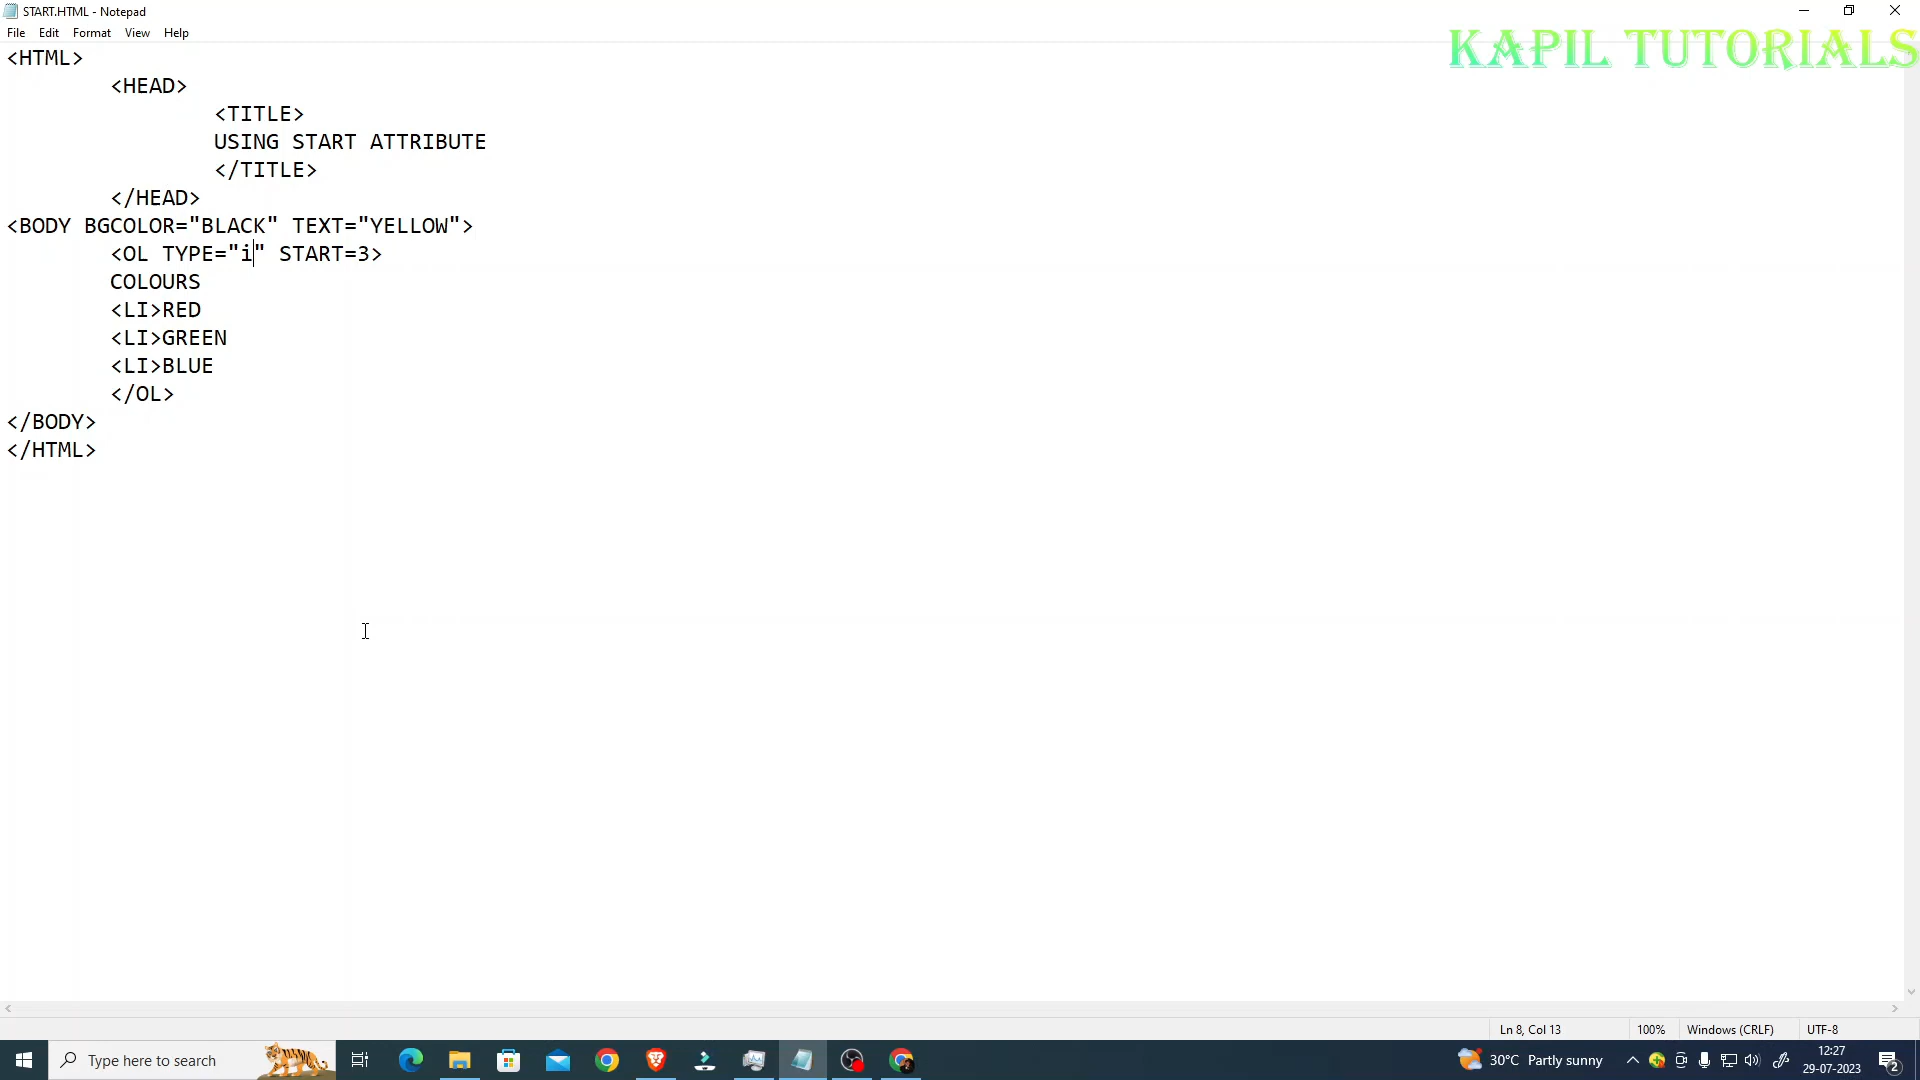 START.HTML - Notepad
File Edit Format View Help
KAPIL TUTORIALS
<HTML>
<HEAD>
<TITLE>
USING START ATTRIBUTE
</TITLE>
</HEAD>
<BODY BGCOLOR="BLACK" TEXT="YELLOW">
<OL TYPE="i" START=3>
COLOURS
<LI>RED
<LI>GREEN
<LI>BLUE
</OL>
</BODY>
</HTML>
Ln 8, Col 13 100% Windows (CRLF) UTF-8
Type here to search
30°C Partly sunny
12:27
29-07-2023
2